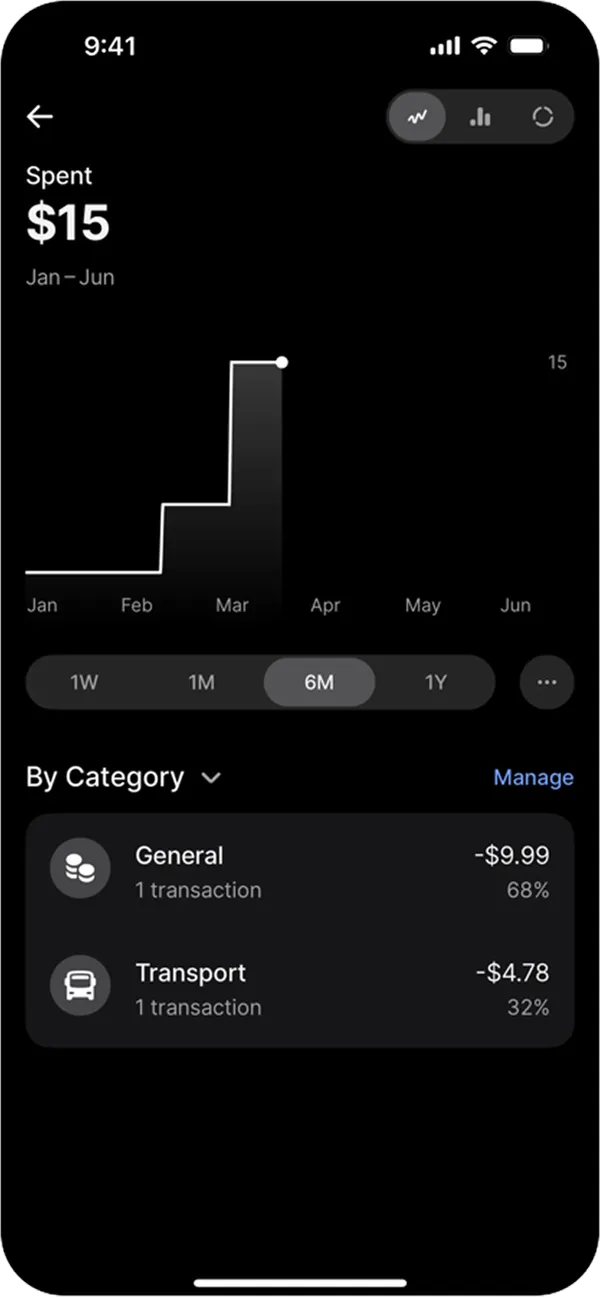 9:41
Spent
$15
Jan – Jun
15
Jan Feb Mar Apr May Jun
1W 1M 6M 1Y
By Category Manage
General -$9.99
1 transaction 68%
Transport -$4.78
1 transaction 32%